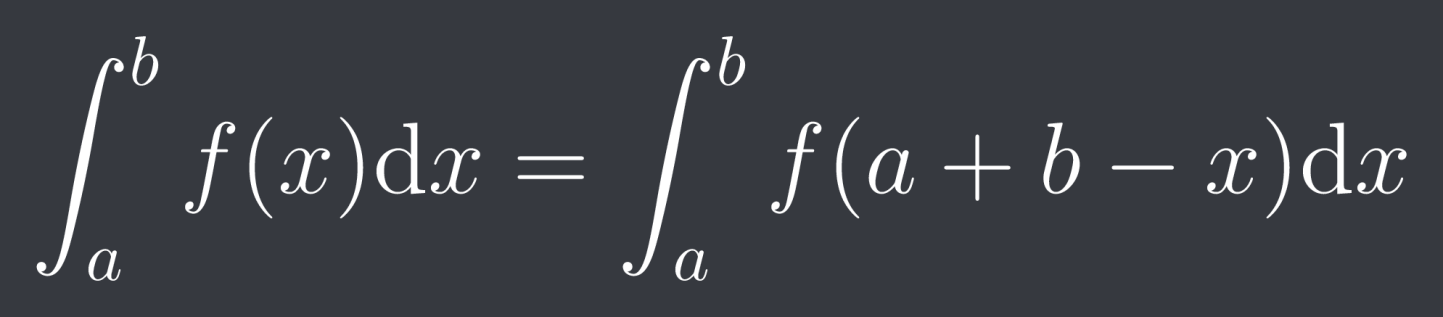 ∫_a^b f(x)dx = ∫_a^b f(a + b − x)dx